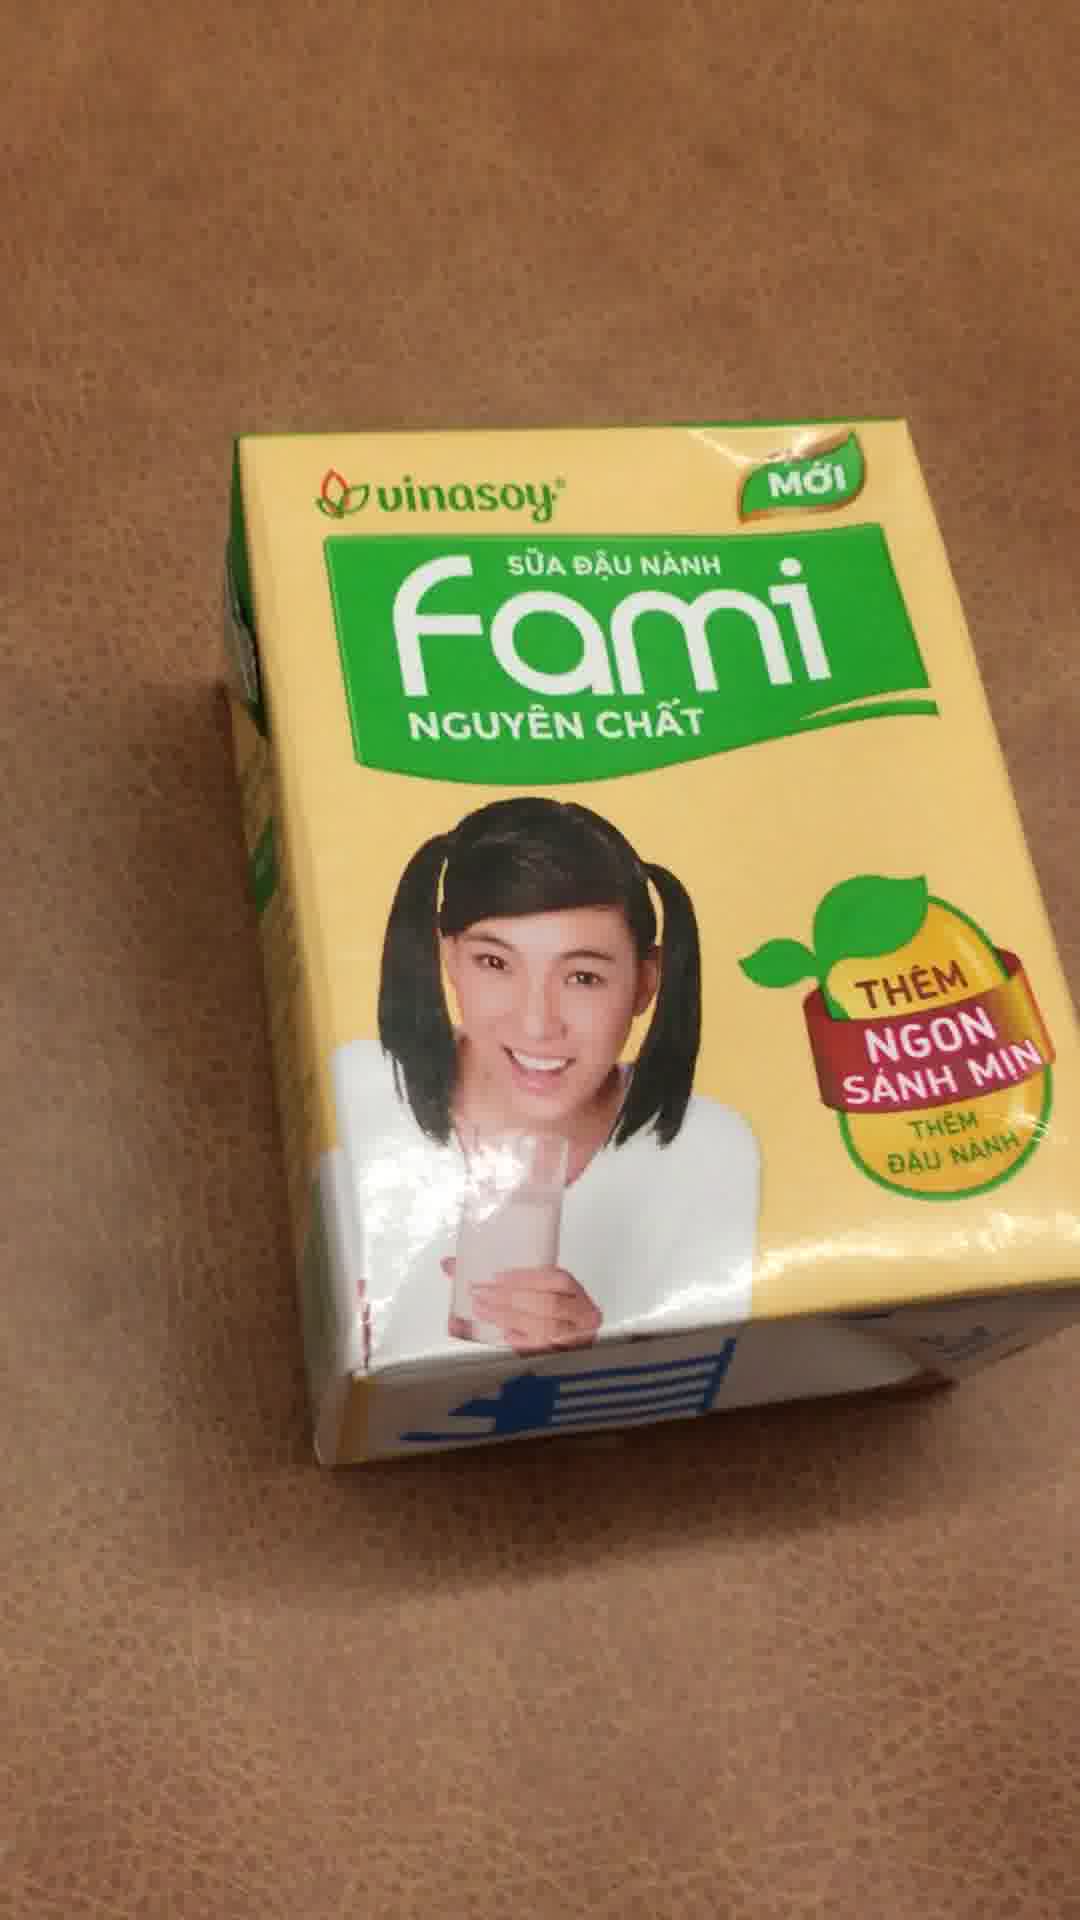 vinasoy®
MỚI
SỮA ĐẬU NÀNH
Fami
NGUYÊN CHẤT
THÊM
NGON
SÁNH MỊN
THÊM
ĐẬU NÀNH